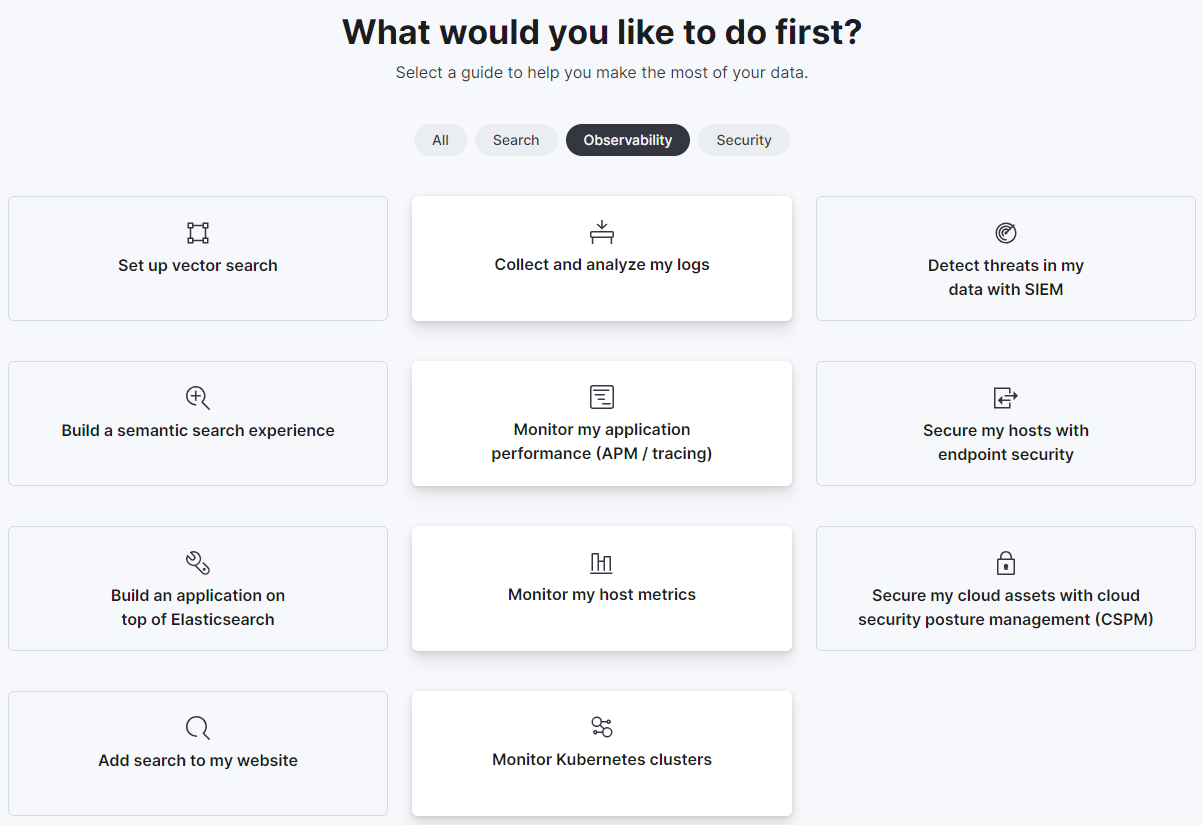 What would you like to do first?
Select a guide to help you make the most of your data.
All
Search
Observability
Security
Set up vector search
Collect and analyze my logs
Detect threats in my
data with SIEM
Build a semantic search experience
Monitor my application
performance (APM / tracing)
Secure my hosts with
endpoint security
Build an application on
top of Elasticsearch
Monitor my host metrics
Secure my cloud assets with cloud
security posture management (CSPM)
Add search to my website
Monitor Kubernetes clusters